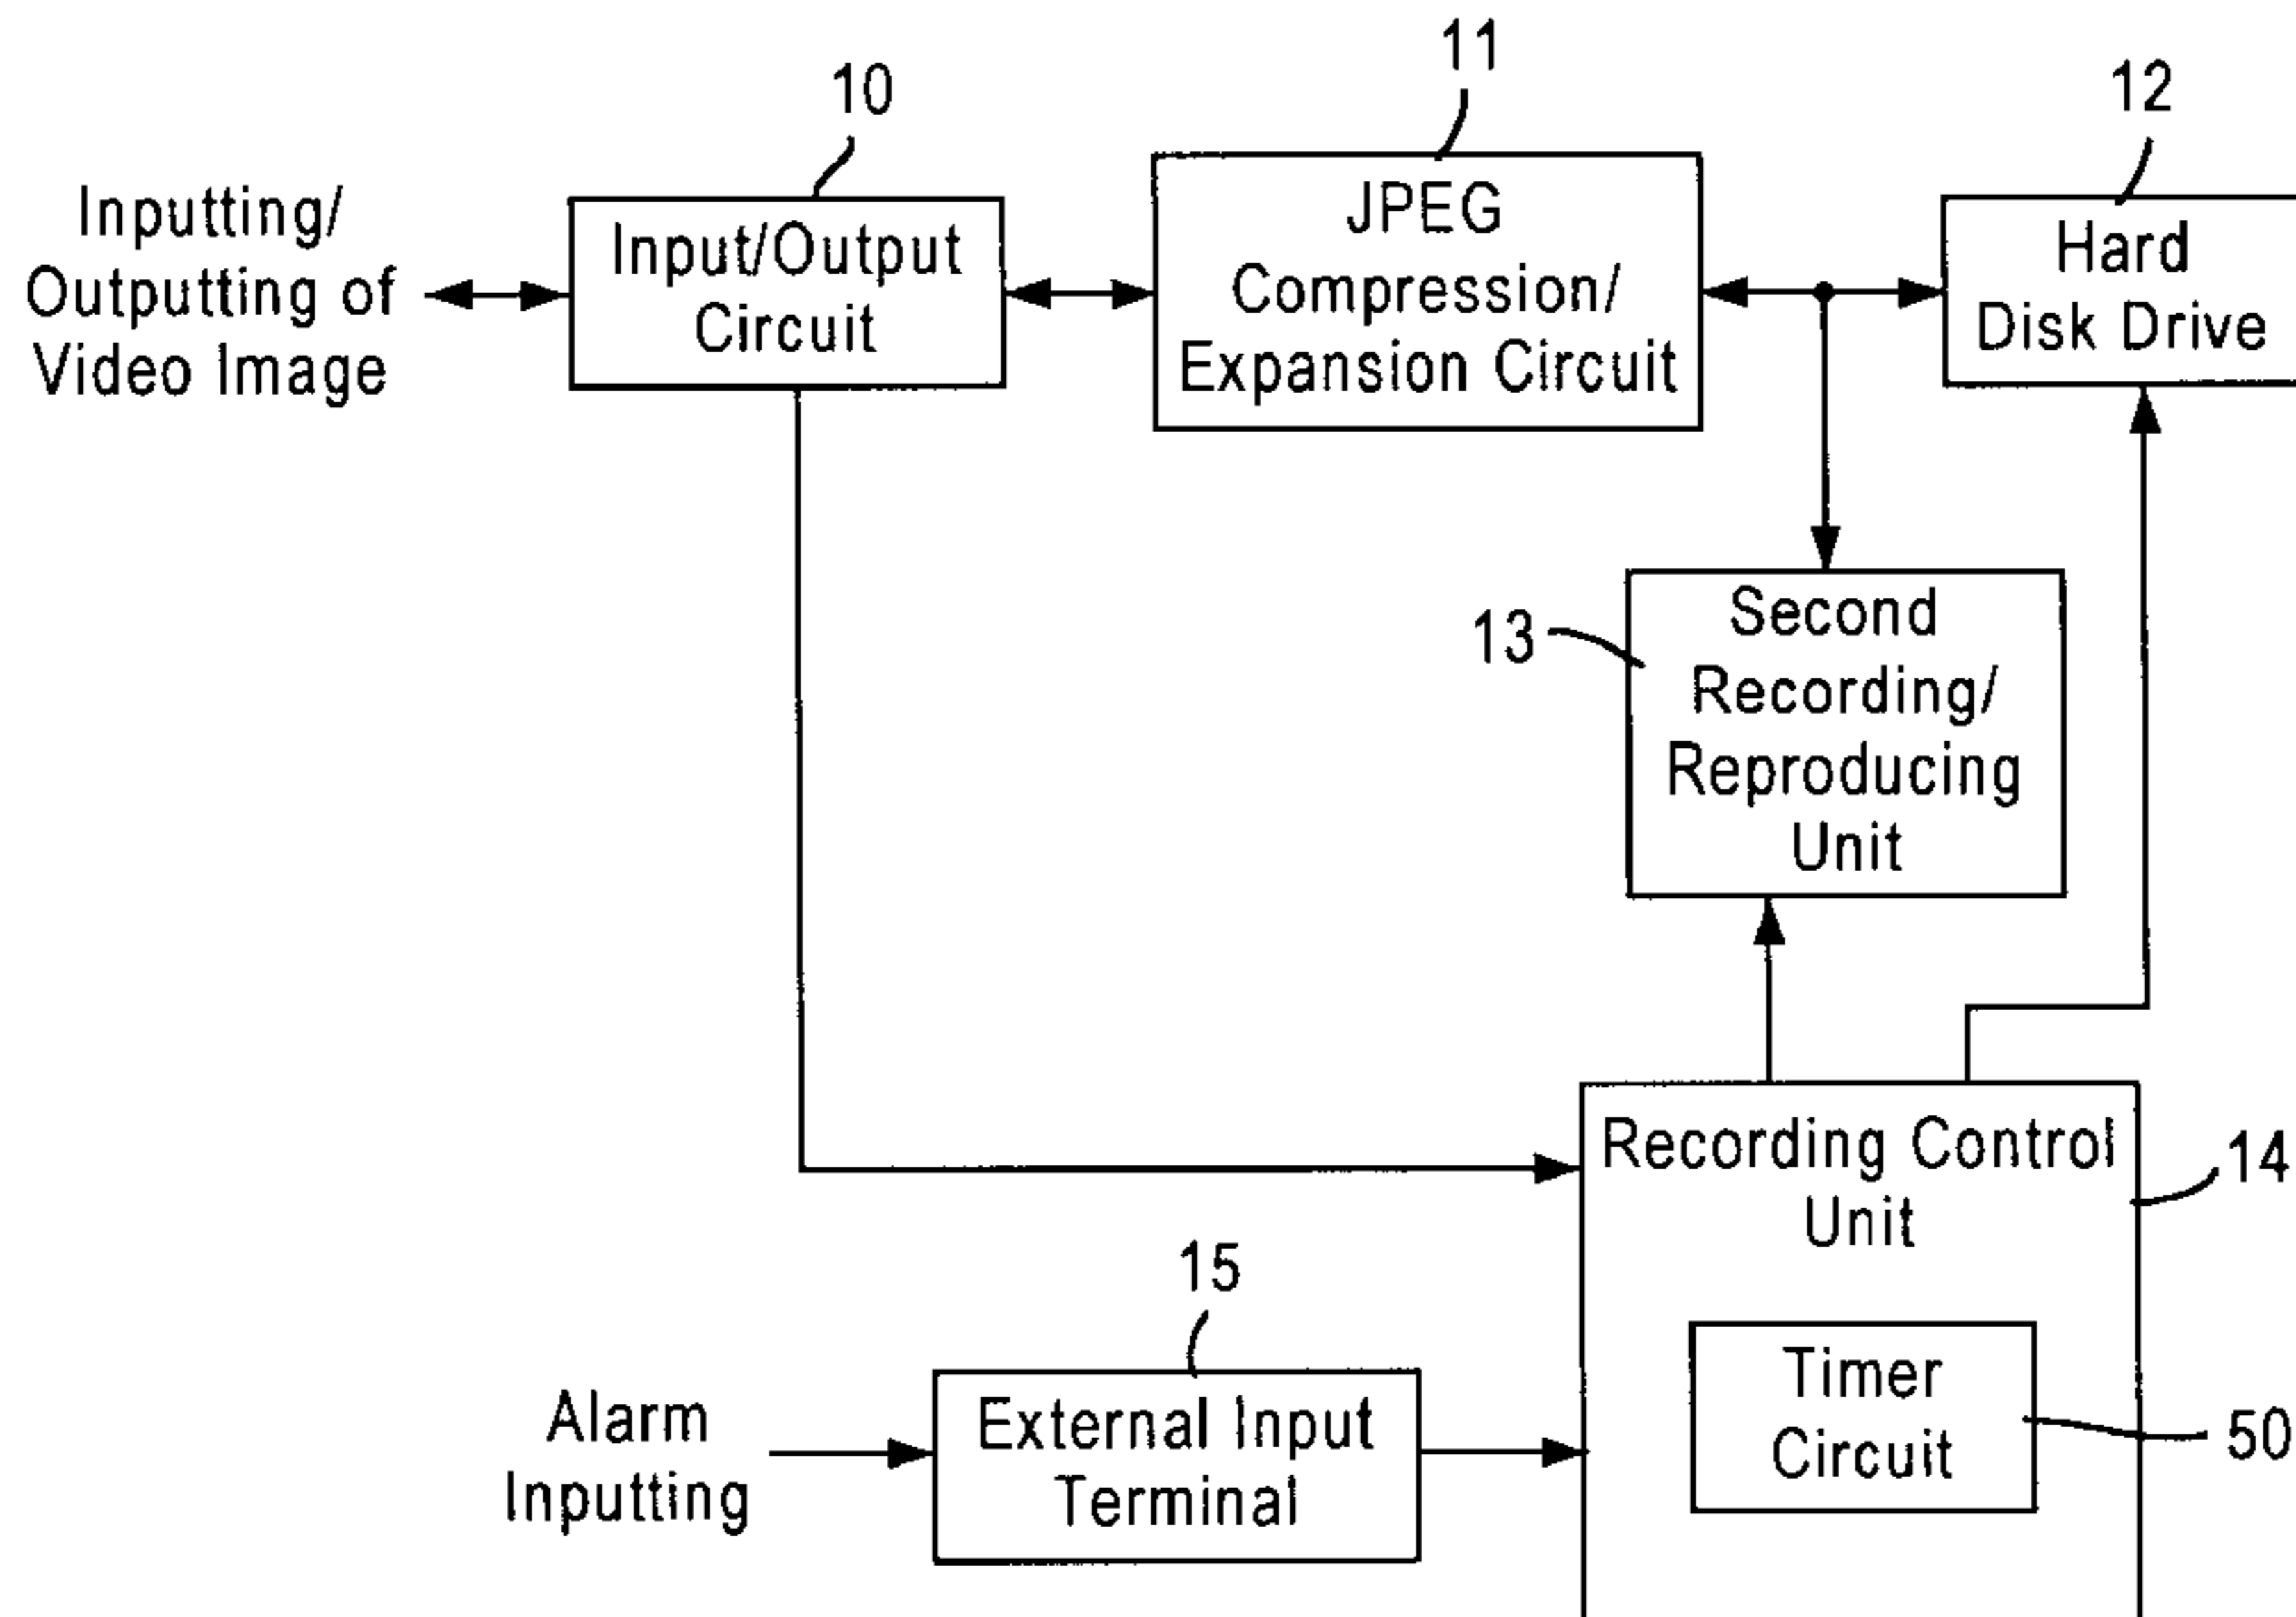 10
11
12
Inputting/
Outputting of
Video Image
Input/Output
Circuit
JPEG
Compression/
Expansion Circuit
Hard
Disk Drive
13
Second
Recording/
Reproducing
Unit
Recording Control
Unit
14
15
Alarm
Inputting
External Input
Terminal
Timer
Circuit
50